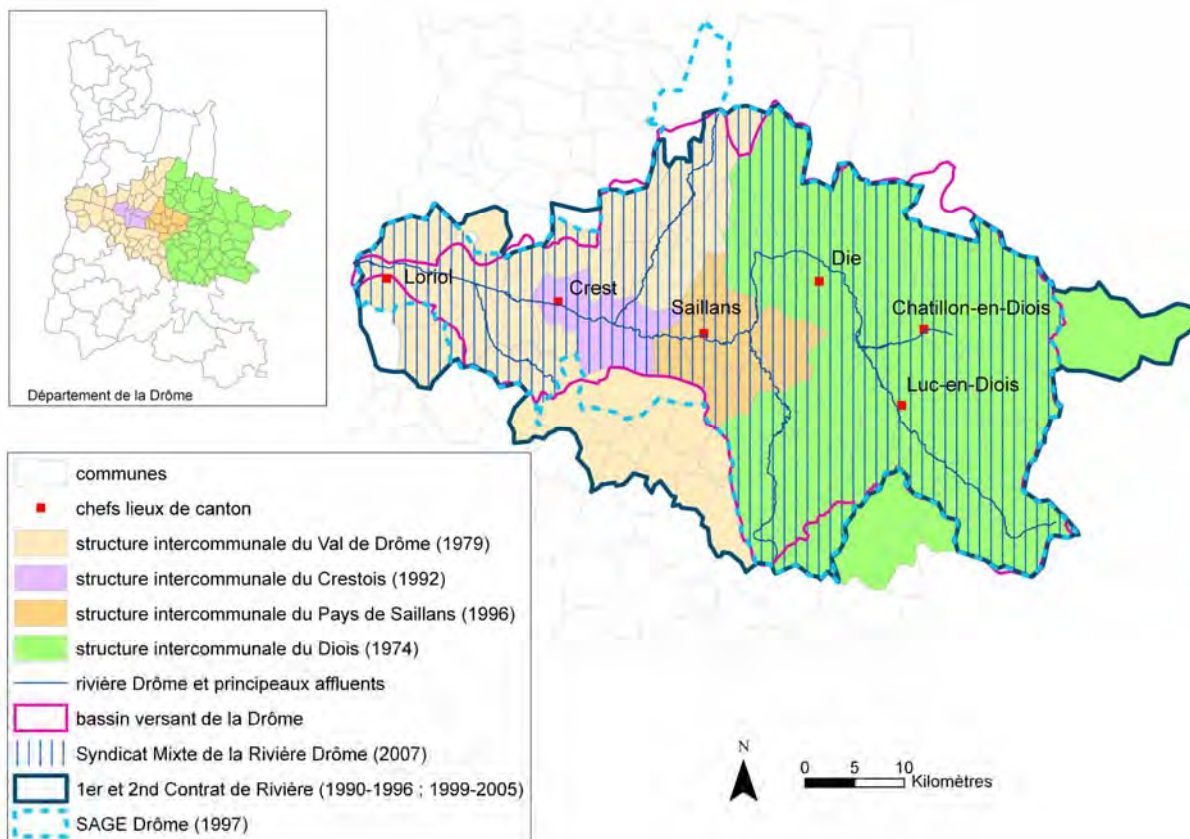 Département de la Drôme
Loriol
Crest
Saillans
Die
Chatillon-en-Diois
Luc-en-Diois
communes
chefs lieux de canton
structure intercommunale du Val de Drôme (1979)
structure intercommunale du Crestois (1992)
structure intercommunale du Pays de Saillans (1996)
structure intercommunale du Diois (1974)
rivière Drôme et principaux affluents
bassin versant de la Drôme
Syndicat Mixte de la Rivière Drôme (2007)
1er et 2nd Contrat de Rivière (1990-1996 ; 1999-2005)
SAGE Drôme (1997)
N
0 5 10
Kilomètres